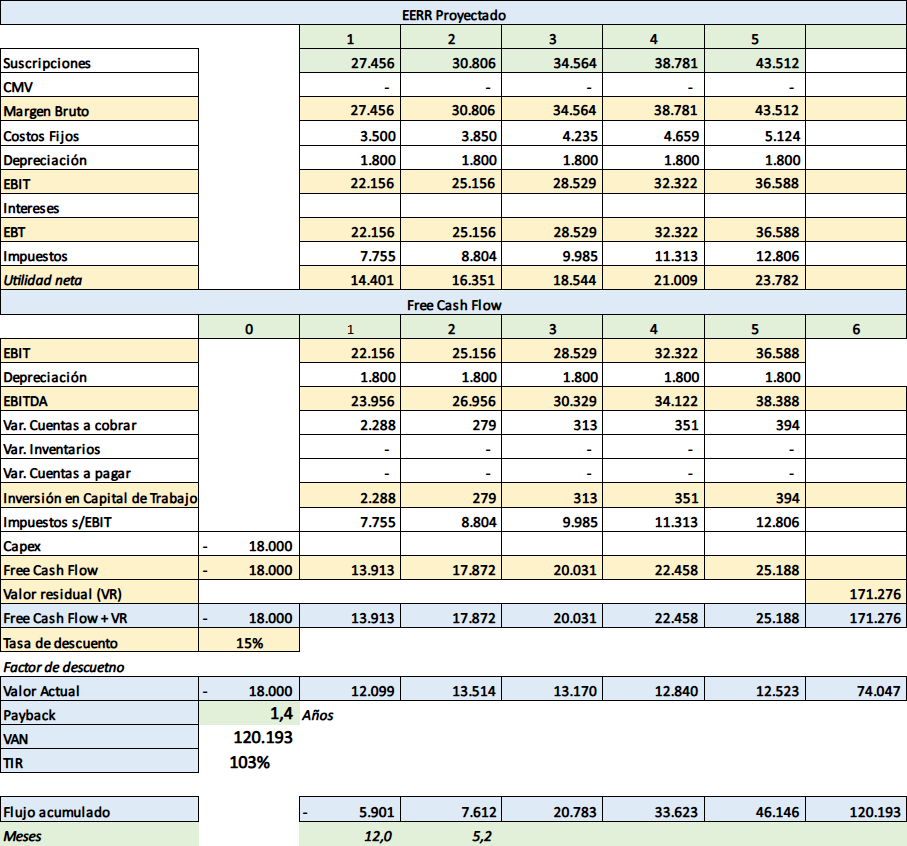 EERR Proyectado
1 2 3 4 5
Suscripciones 27.456 30.806 34.564 38.781 43.512
CMV - - - - -
Margen Bruto 27.456 30.806 34.564 38.781 43.512
Costos Fijos 3.500 3.850 4.235 4.659 5.124
Depreciación 1.800 1.800 1.800 1.800 1.800
EBIT 22.156 25.156 28.529 32.322 36.588
Intereses
EBT 22.156 25.156 28.529 32.322 36.588
Impuestos 7.755 8.804 9.985 11.313 12.806
Utilidad neta 14.401 16.351 18.544 21.009 23.782
Free Cash Flow
0 1 2 3 4 5 6
EBIT 22.156 25.156 28.529 32.322 36.588
Depreciación 1.800 1.800 1.800 1.800 1.800
EBITDA 23.956 26.956 30.329 34.122 38.388
Var. Cuentas a cobrar 2.288 279 313 351 394
Var. Inventarios - - - - -
Var. Cuentas a pagar - - - - -
Inversión en Capital de Trabajo 2.288 279 313 351 394
Impuestos s/EBIT 7.755 8.804 9.985 11.313 12.806
Capex - 18.000
Free Cash Flow - 18.000 13.913 17.872 20.031 22.458 25.188
Valor residual (VR) 171.276
Free Cash Flow + VR - 18.000 13.913 17.872 20.031 22.458 25.188 171.276
Tasa de descuento 15%
Factor de descuetno
Valor Actual - 18.000 12.099 13.514 13.170 12.840 12.523 74.047
Payback 1,4 Años
VAN 120.193
TIR 103%
Flujo acumulado - 5.901 7.612 20.783 33.623 46.146 120.193
Meses 12,0 5,2